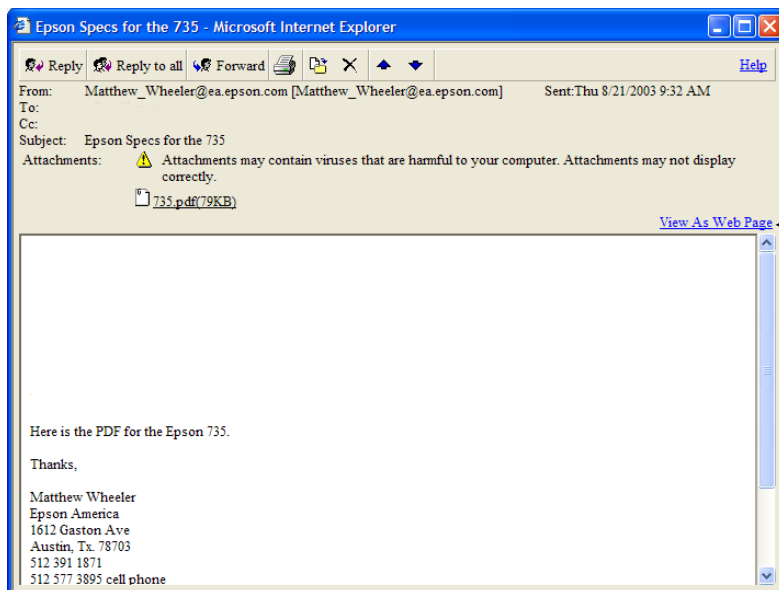 Epson Specs for the 735 - Microsoft Internet Explorer
Reply Reply to all Forward Help
From: Matthew_Wheeler@ea.epson.com [Matthew_Wheeler@ea.epson.com] Sent:Thu 8/21/2003 9:32 AM
To:
Cc:
Subject: Epson Specs for the 735
Attachments: Attachments may contain viruses that are harmful to your computer. Attachments may not display
correctly.
735.pdf(79KB)
View As Web Page
Here is the PDF for the Epson 735.
Thanks,
Matthew Wheeler
Epson America
1612 Gaston Ave
Austin, Tx. 78703
512 391 1871
512 577 3895 cell phone